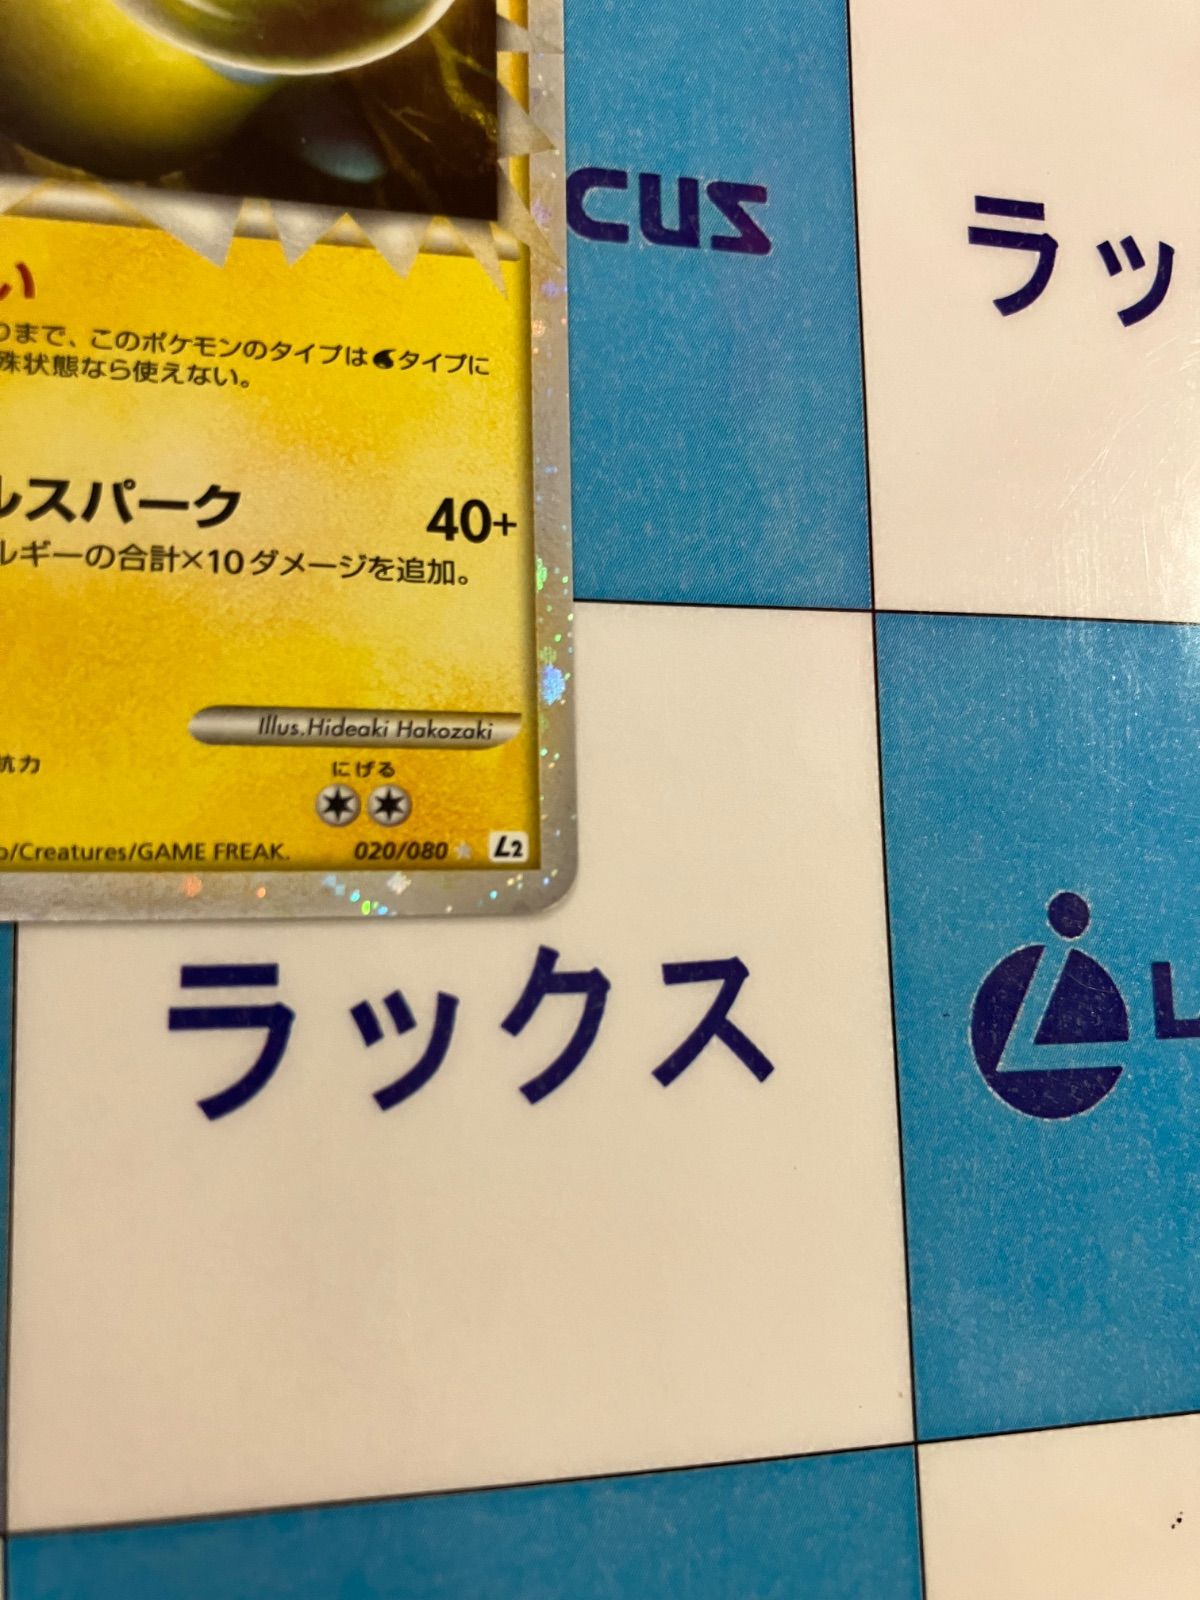 cus
ラッ
い
りまで、このポケモンのタイプはタイプに
殊状態なら使えない。
ルスパーク 40+
ルギーの合計×10ダメージを追加。
Illus.Hideaki Hakozaki
抗力 にげる
o/Creatures/GAME FREAK. 020/080 ★ L2
ラックス
L